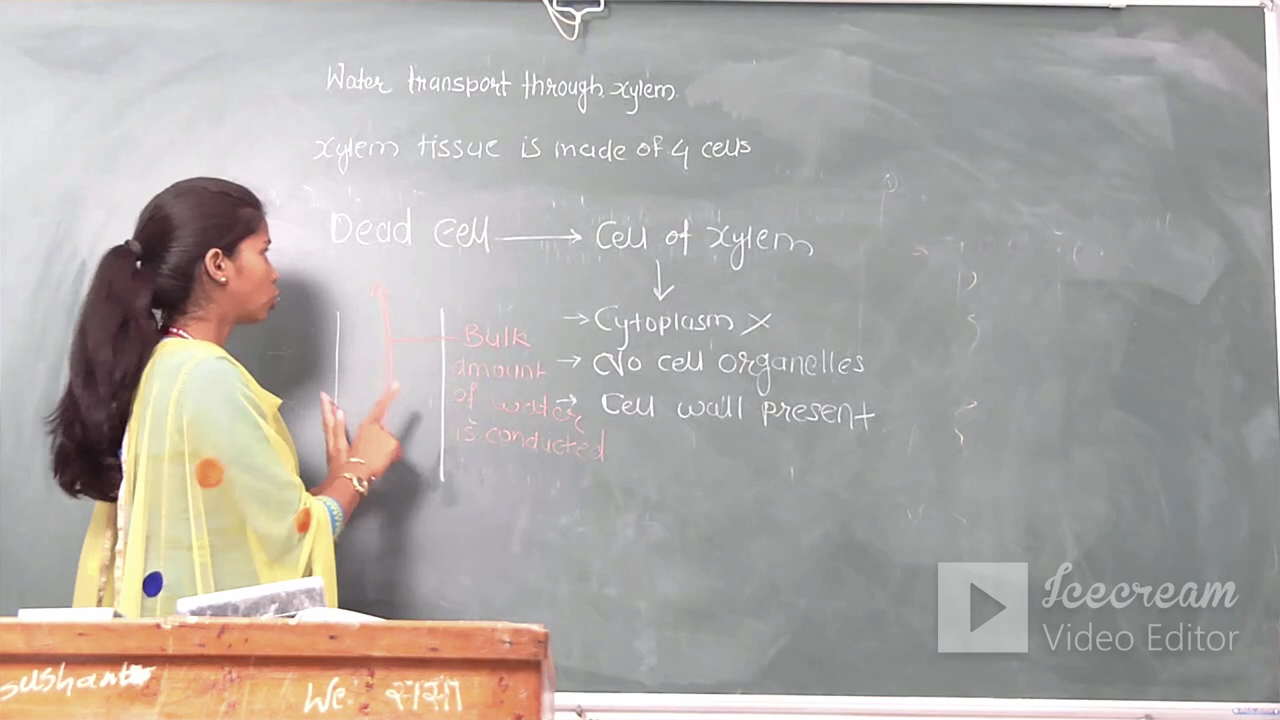 Water transport through xylem
xylem tissue is made of 4 cells
Dead cell → Cell of xylem
→ Cytoplasm X
→ No cell organelles
→ Cell wall present
Bulk
amount
of water
is conducted
Icecream
Video Editor
sushant
We